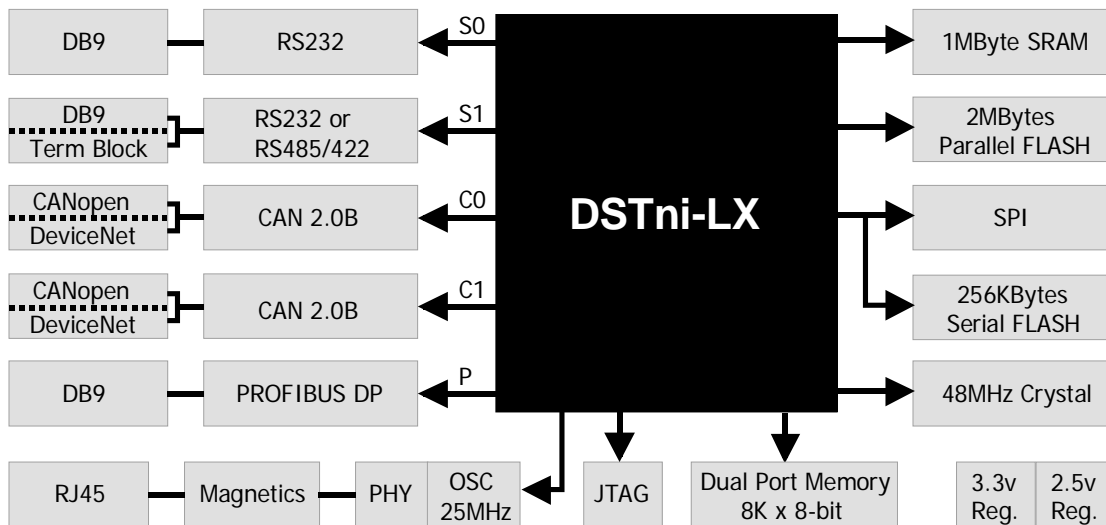 DB9
RS232
S0
1MByte SRAM
DB9
Term Block
RS232 or
RS485/422
S1
2MBytes
Parallel FLASH
CANopen
DeviceNet
CAN 2.0B
C0
DSTni-LX
SPI
CANopen
DeviceNet
CAN 2.0B
C1
256KBytes
Serial FLASH
DB9
PROFIBUS DP
P
48MHz Crystal
RJ45
Magnetics
PHY
OSC
25MHz
JTAG
Dual Port Memory
8K x 8-bit
3.3v
Reg.
2.5v
Reg.